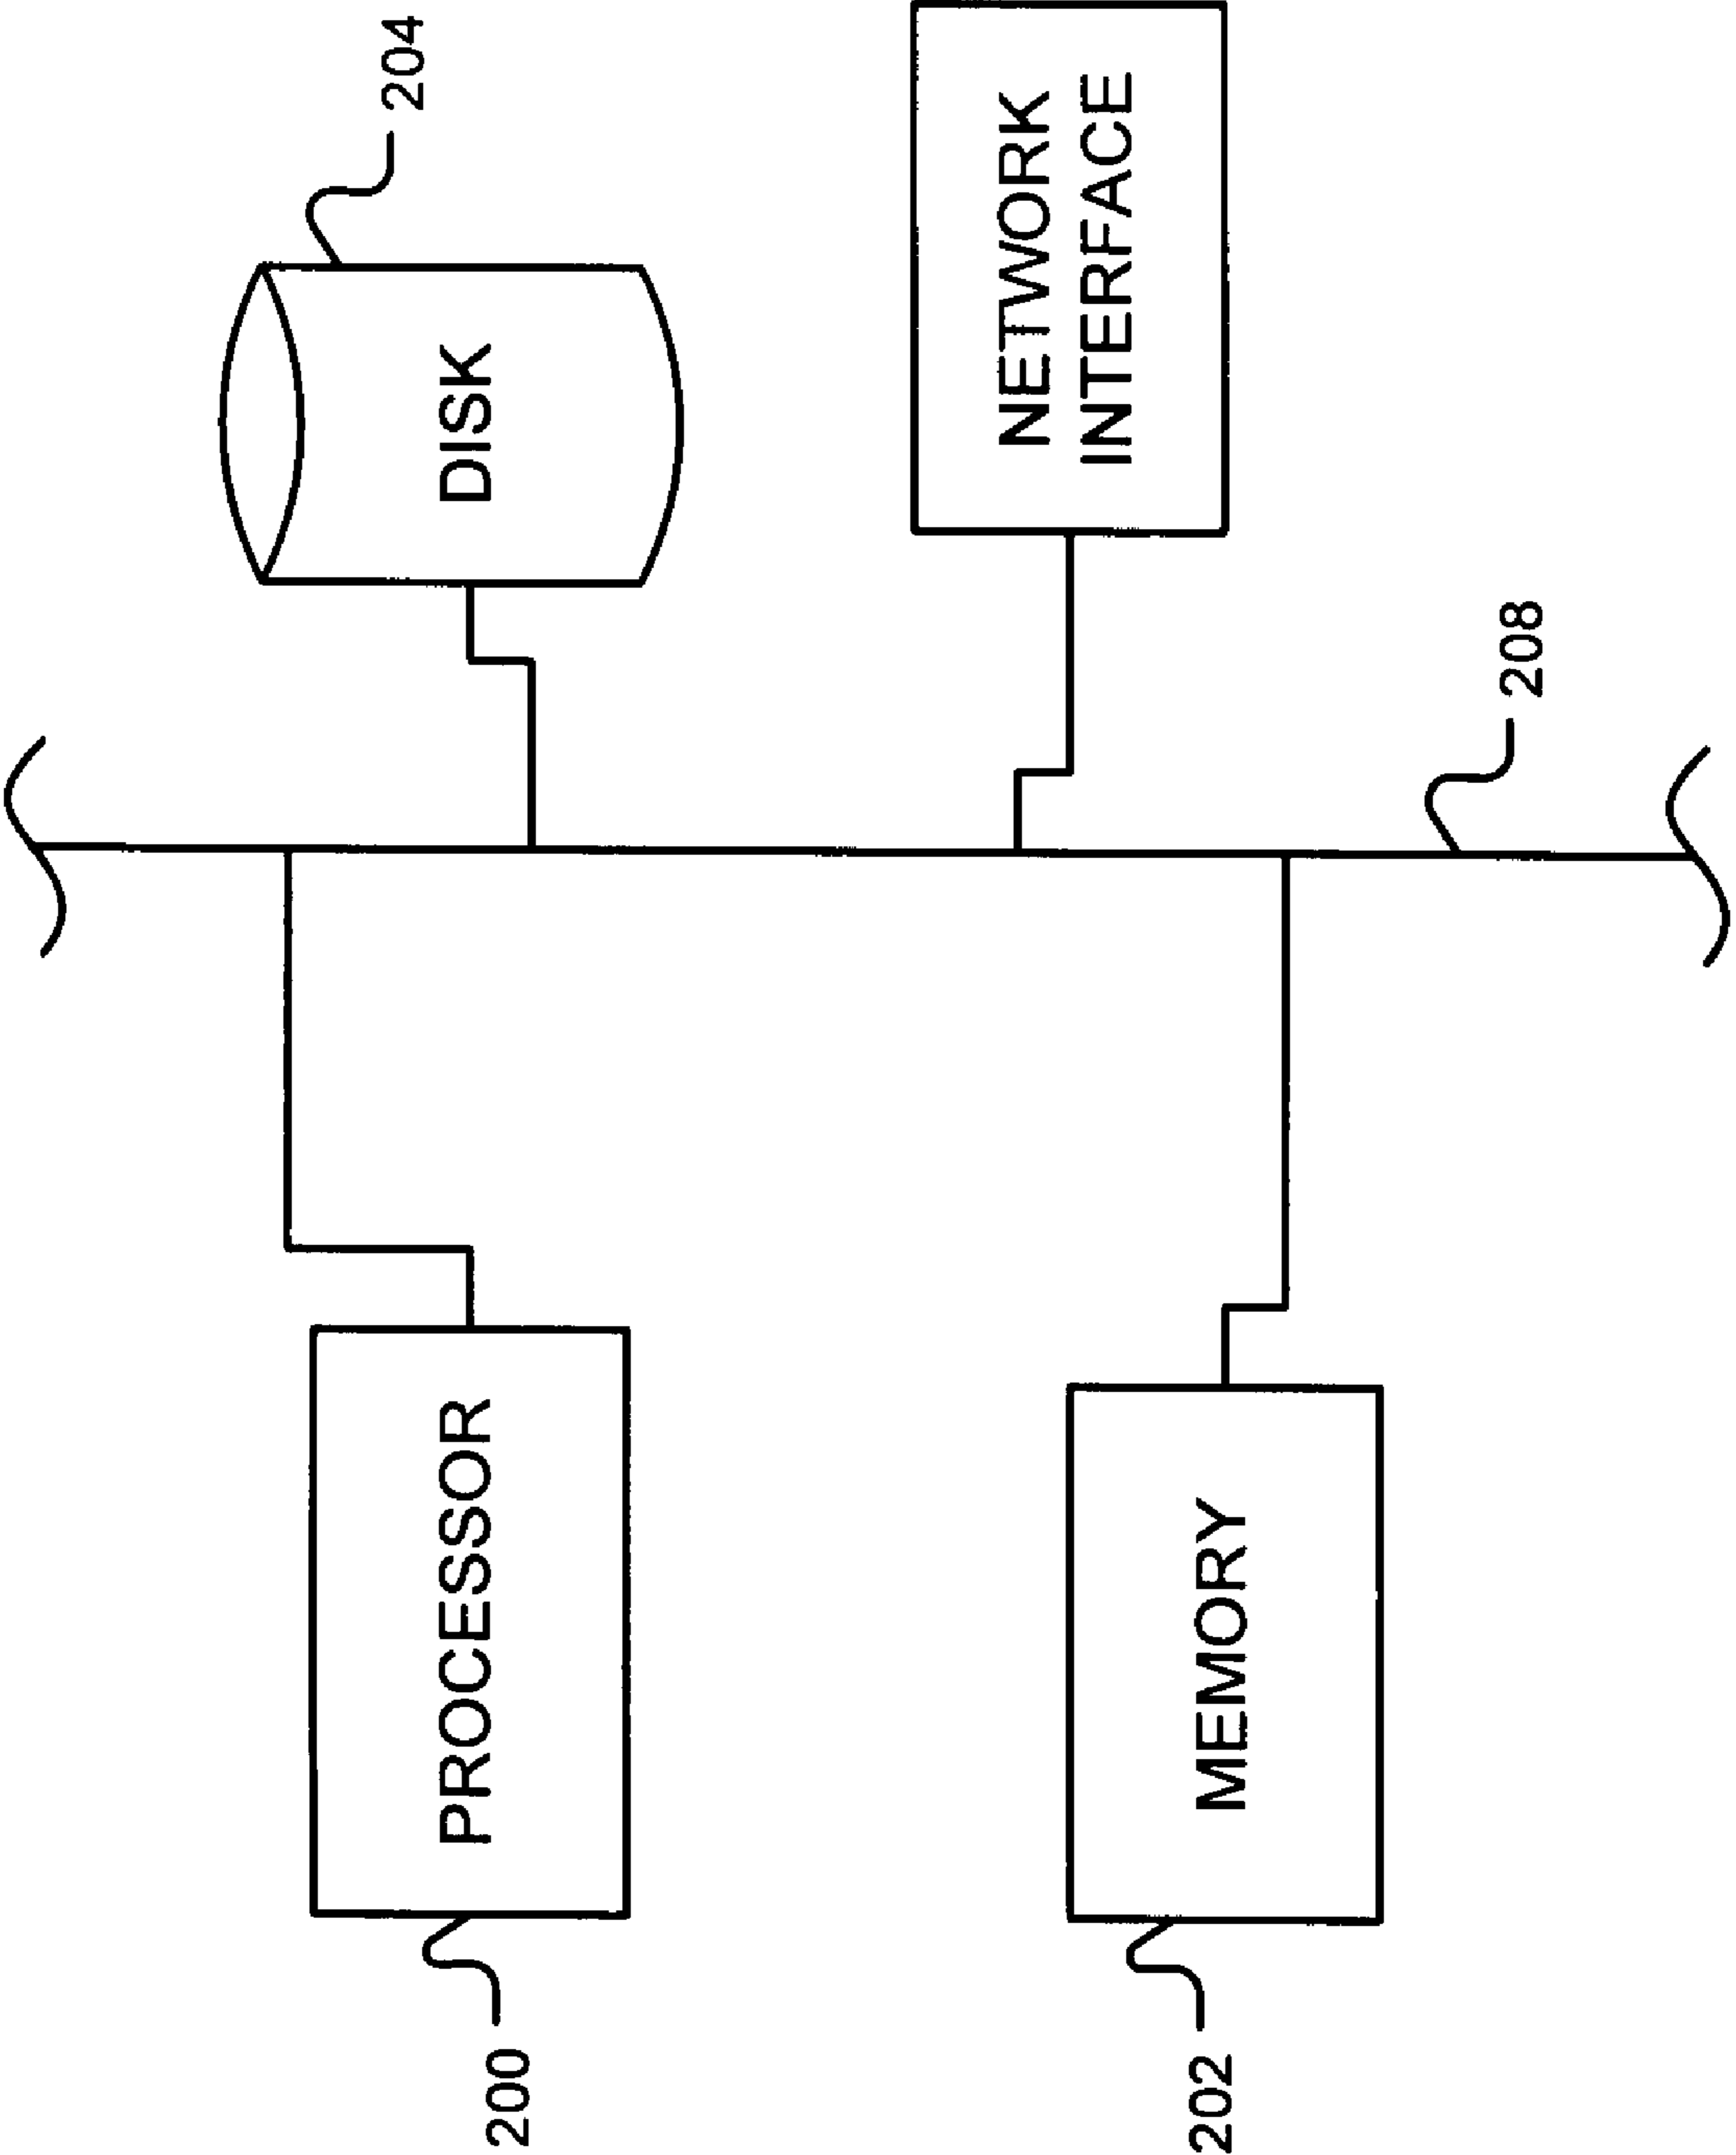 PROCESSOR
200
DISK
204
NETWORK
INTERFACE
MEMORY
202
208